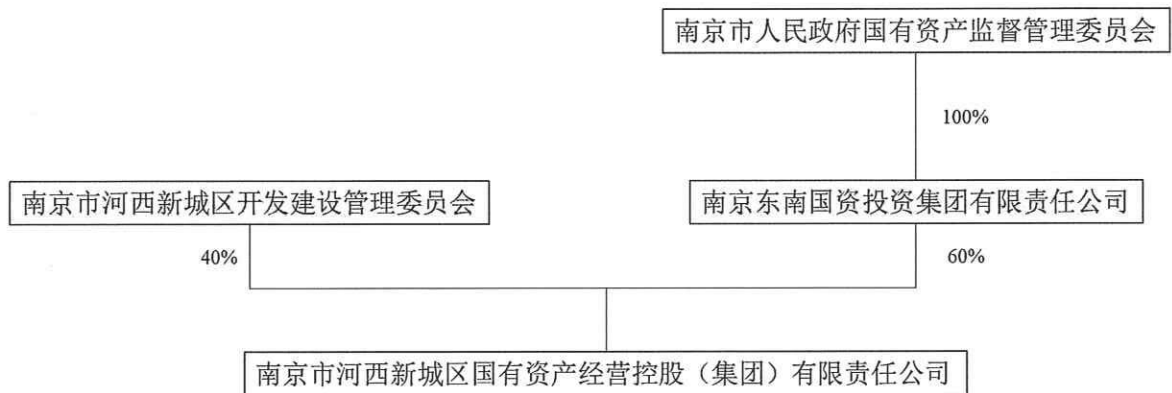 南京市人民政府国有资产监督管理委员会
100%
南京市河西新城区开发建设管理委员会
南京东南国资投资集团有限责任公司
40%
60%
南京市河西新城区国有资产经营控股（集团）有限责任公司